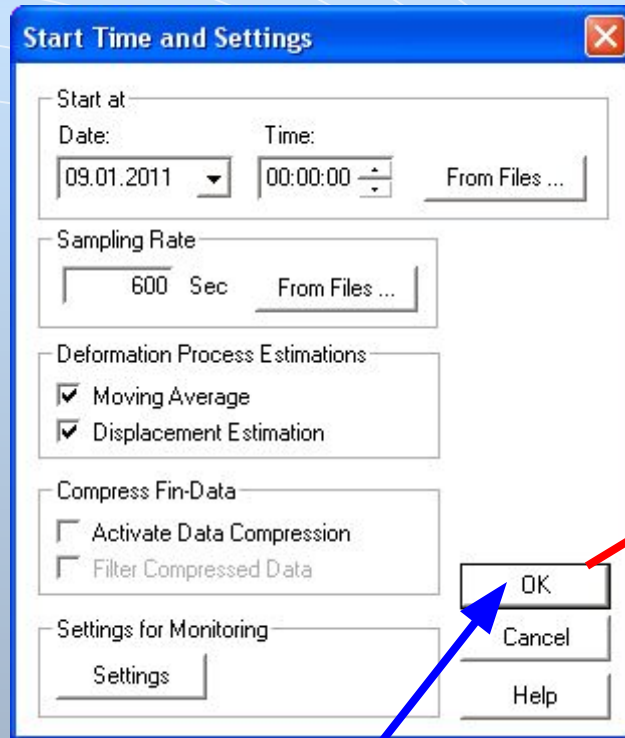 Start Time and Settings
Start at
Date: Time:
09.01.2011 00:00:00 From Files ...
Sampling Rate
600 Sec From Files ...
Deformation Process Estimations
Moving Average
Displacement Estimation
Compress Fin-Data
Activate Data Compression
Filter Compressed Data
OK
Settings for Monitoring
Cancel
Settings
Help